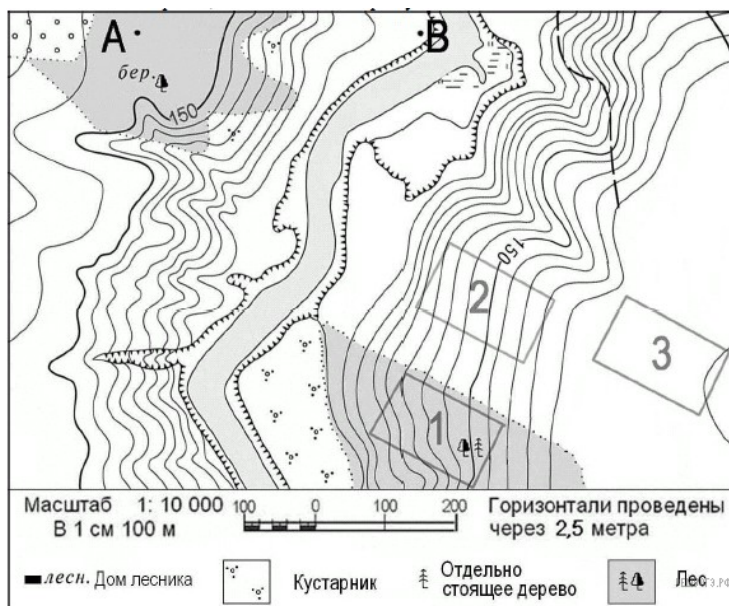 А В
бер.
150
150
2
3
1
Масштаб 1: 10 000
В 1 см 100 м
100 0 100 200
Горизонтали проведены
через 2,5 метра
лесн. Дом лесника
Кустарник
Отдельно
стоящее дерево
Лес